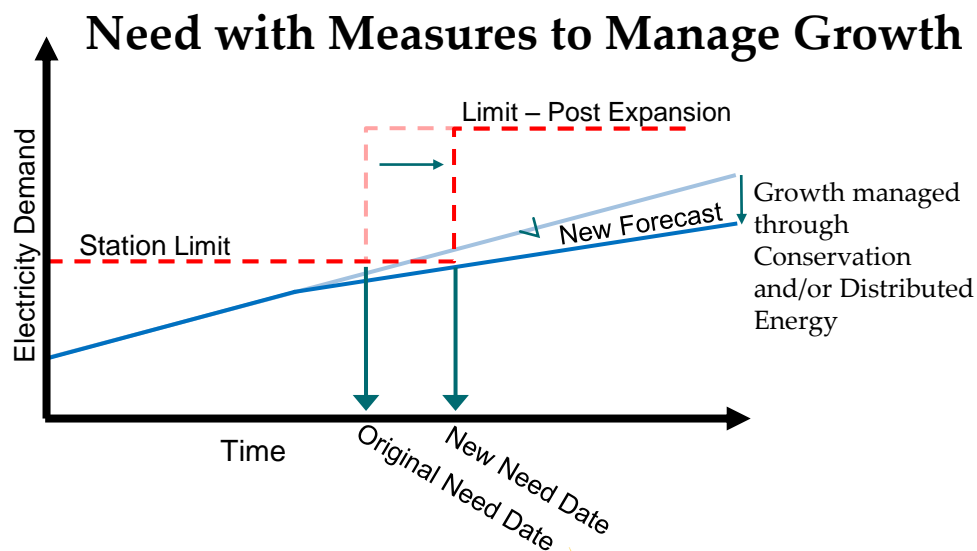 Need with Measures to Manage Growth
Limit – Post Expansion
Electricity Demand
Station Limit
New Forecast
Growth managed
through
Conservation
and/or Distributed
Energy
Time
Original Need Date
New Need Date